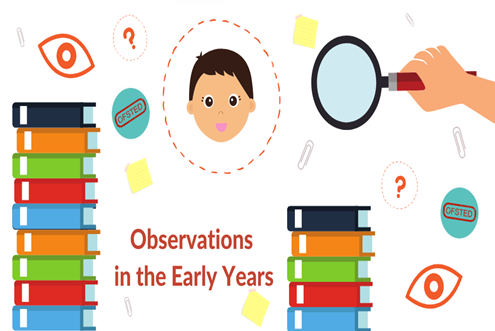 ?
OFSTED
?
OFSTED
Observations
in the Early Years